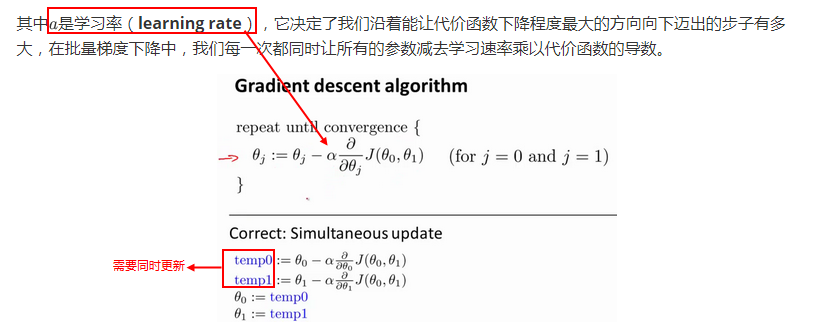 其中α是学习率（learning rate），它决定了我们沿着能让代价函数下降程度最大的方向向下迈出的步子有多
大，在批量梯度下降中，我们每一次都同时让所有的参数减去学习速率乘以代价函数的导数。
Gradient descent algorithm
repeat until convergence {
θj := θj − α ∂/∂θj J(θ0, θ1) (for j = 0 and j = 1)
}
Correct: Simultaneous update
需要同时更新
temp0 := θ0 − α ∂/∂θ0 J(θ0, θ1)
temp1 := θ1 − α ∂/∂θ1 J(θ0, θ1)
θ0 := temp0
θ1 := temp1